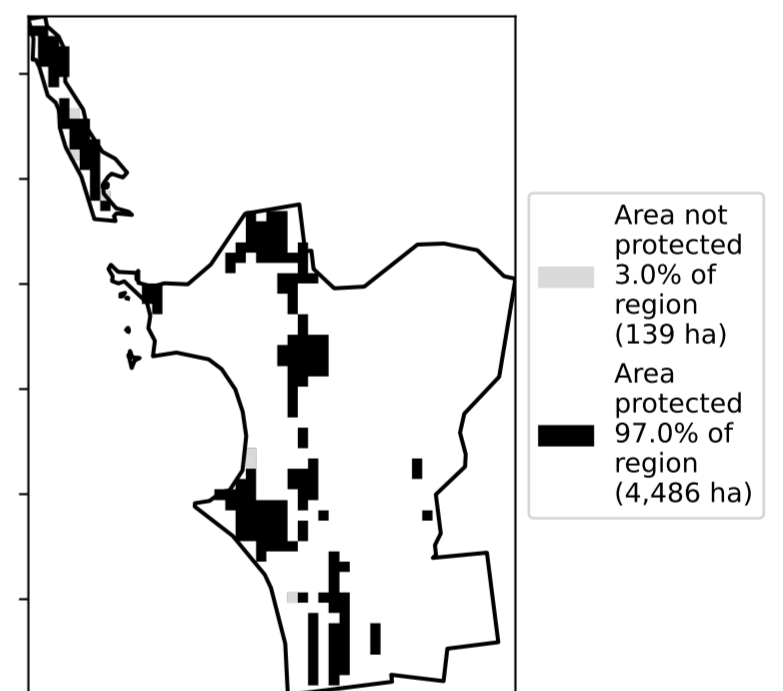 Area not
protected
3.0% of
region
(139 ha)
Area
protected
97.0% of
region
(4,486 ha)